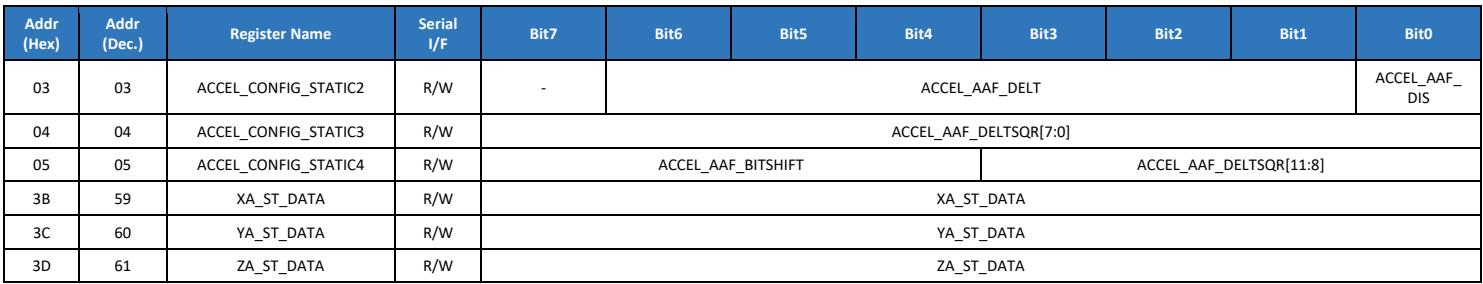 Addr (Hex) Addr (Dec.) Register Name Serial I/F Bit7 Bit6 Bit5 Bit4 Bit3 Bit2 Bit1 Bit0
03 03 ACCEL_CONFIG_STATIC2 R/W - ACCEL_AAF_DELT ACCEL_AAF_ DIS
04 04 ACCEL_CONFIG_STATIC3 R/W ACCEL_AAF_DELTSQR[7:0]
05 05 ACCEL_CONFIG_STATIC4 R/W ACCEL_AAF_BITSHIFT ACCEL_AAF_DELTSQR[11:8]
3B 59 XA_ST_DATA R/W XA_ST_DATA
3C 60 YA_ST_DATA R/W YA_ST_DATA
3D 61 ZA_ST_DATA R/W ZA_ST_DATA